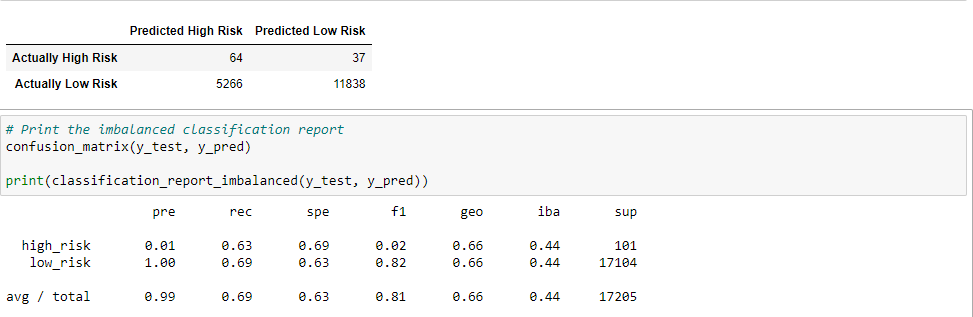 Predicted High Risk Predicted Low Risk
Actually High Risk 64 37
Actually Low Risk 5266 11838
# Print the imbalanced classification report
confusion_matrix(y_test, y_pred)
print(classification_report_imbalanced(y_test, y_pred))
pre rec spe f1 geo iba sup
high_risk 0.01 0.63 0.69 0.02 0.66 0.44 101
low_risk 1.00 0.69 0.63 0.82 0.66 0.44 17104
avg / total 0.99 0.69 0.63 0.81 0.66 0.44 17205